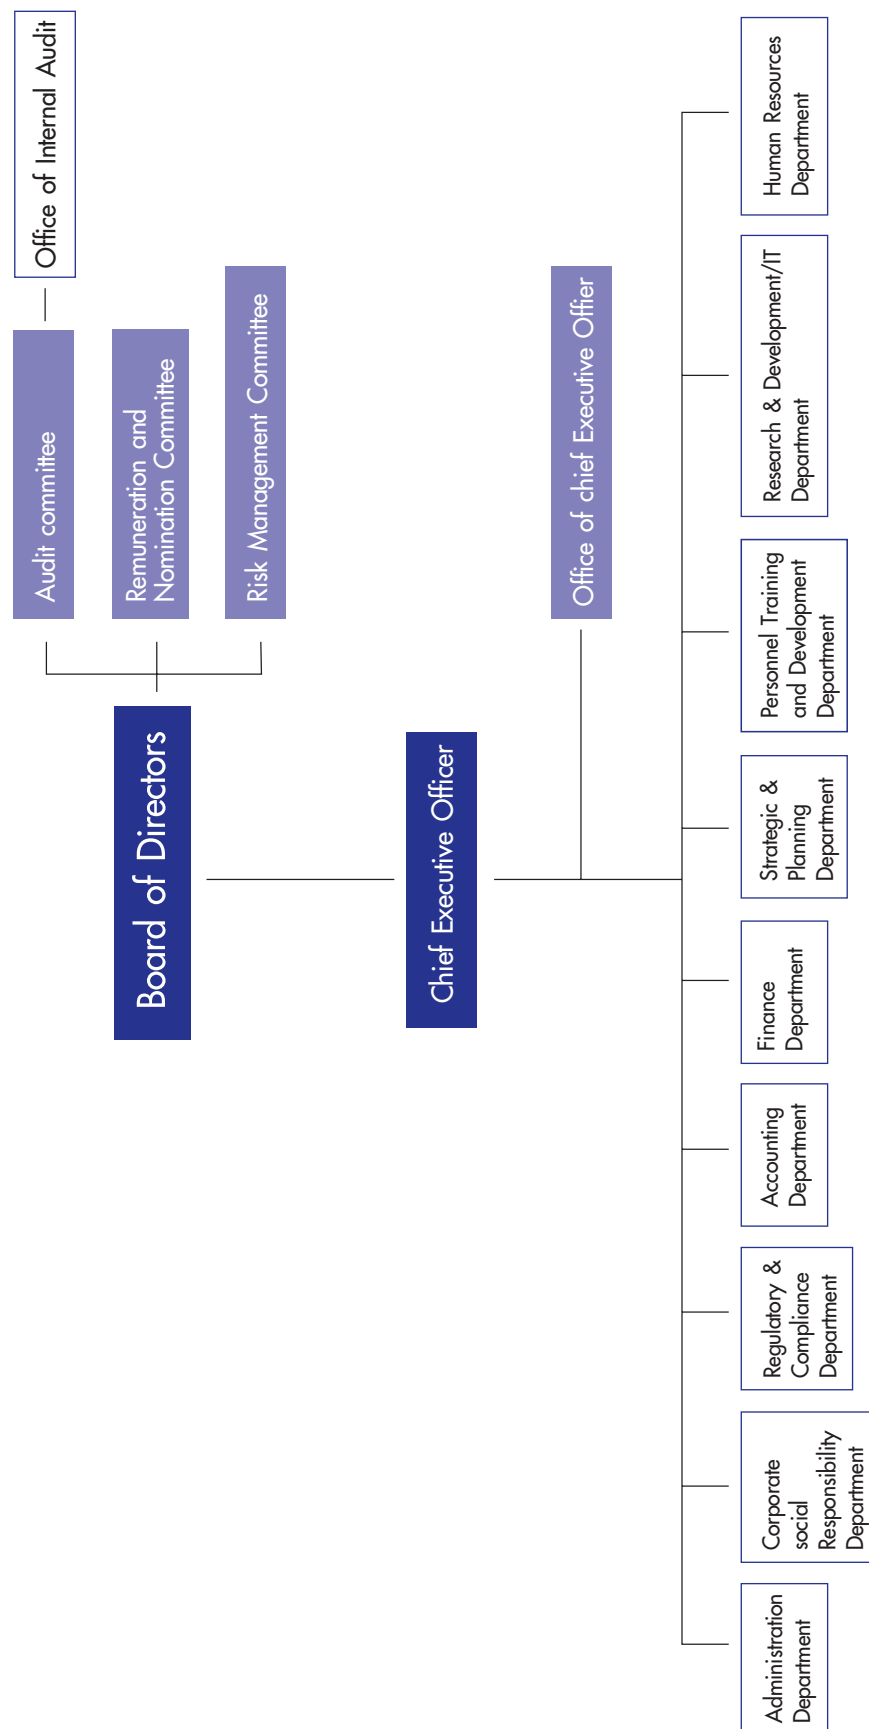 Office of Internal Audit
Audit committee
Remuneration and
Nomination Committee
Risk Management Committee
Board of Directors
Chief Executive Officer
Office of chief Executive Offier
Administration
Department
Corporate
social
Responsibility
Department
Regulatory &
Compliance
Department
Accounting
Department
Finance
Department
Strategic &
Planning
Department
Personnel Training
and Development
Department
Research & Development/IT
Department
Human Resources
Department